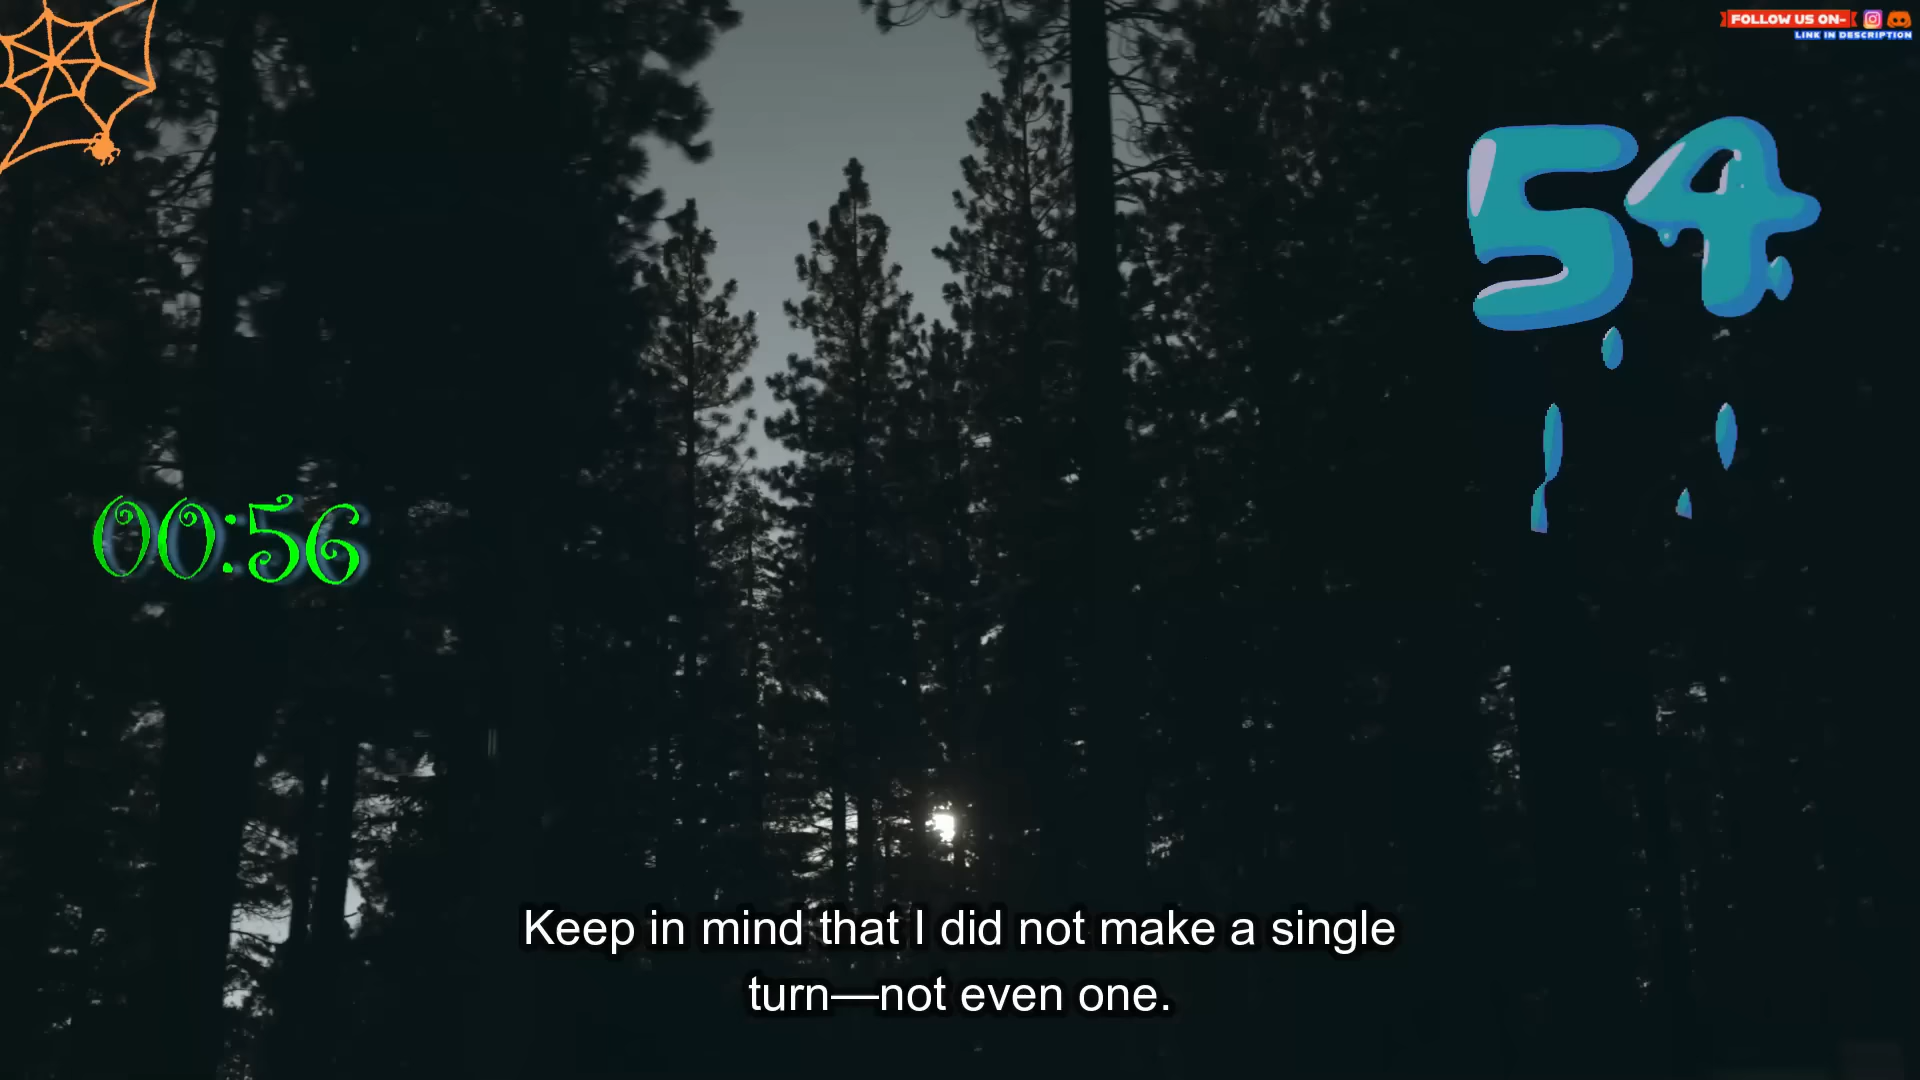 FOLLOW US ON-
LINK IN DESCRIPTION
54
00:56
Keep in mind that I did not make a single
turn—not even one.